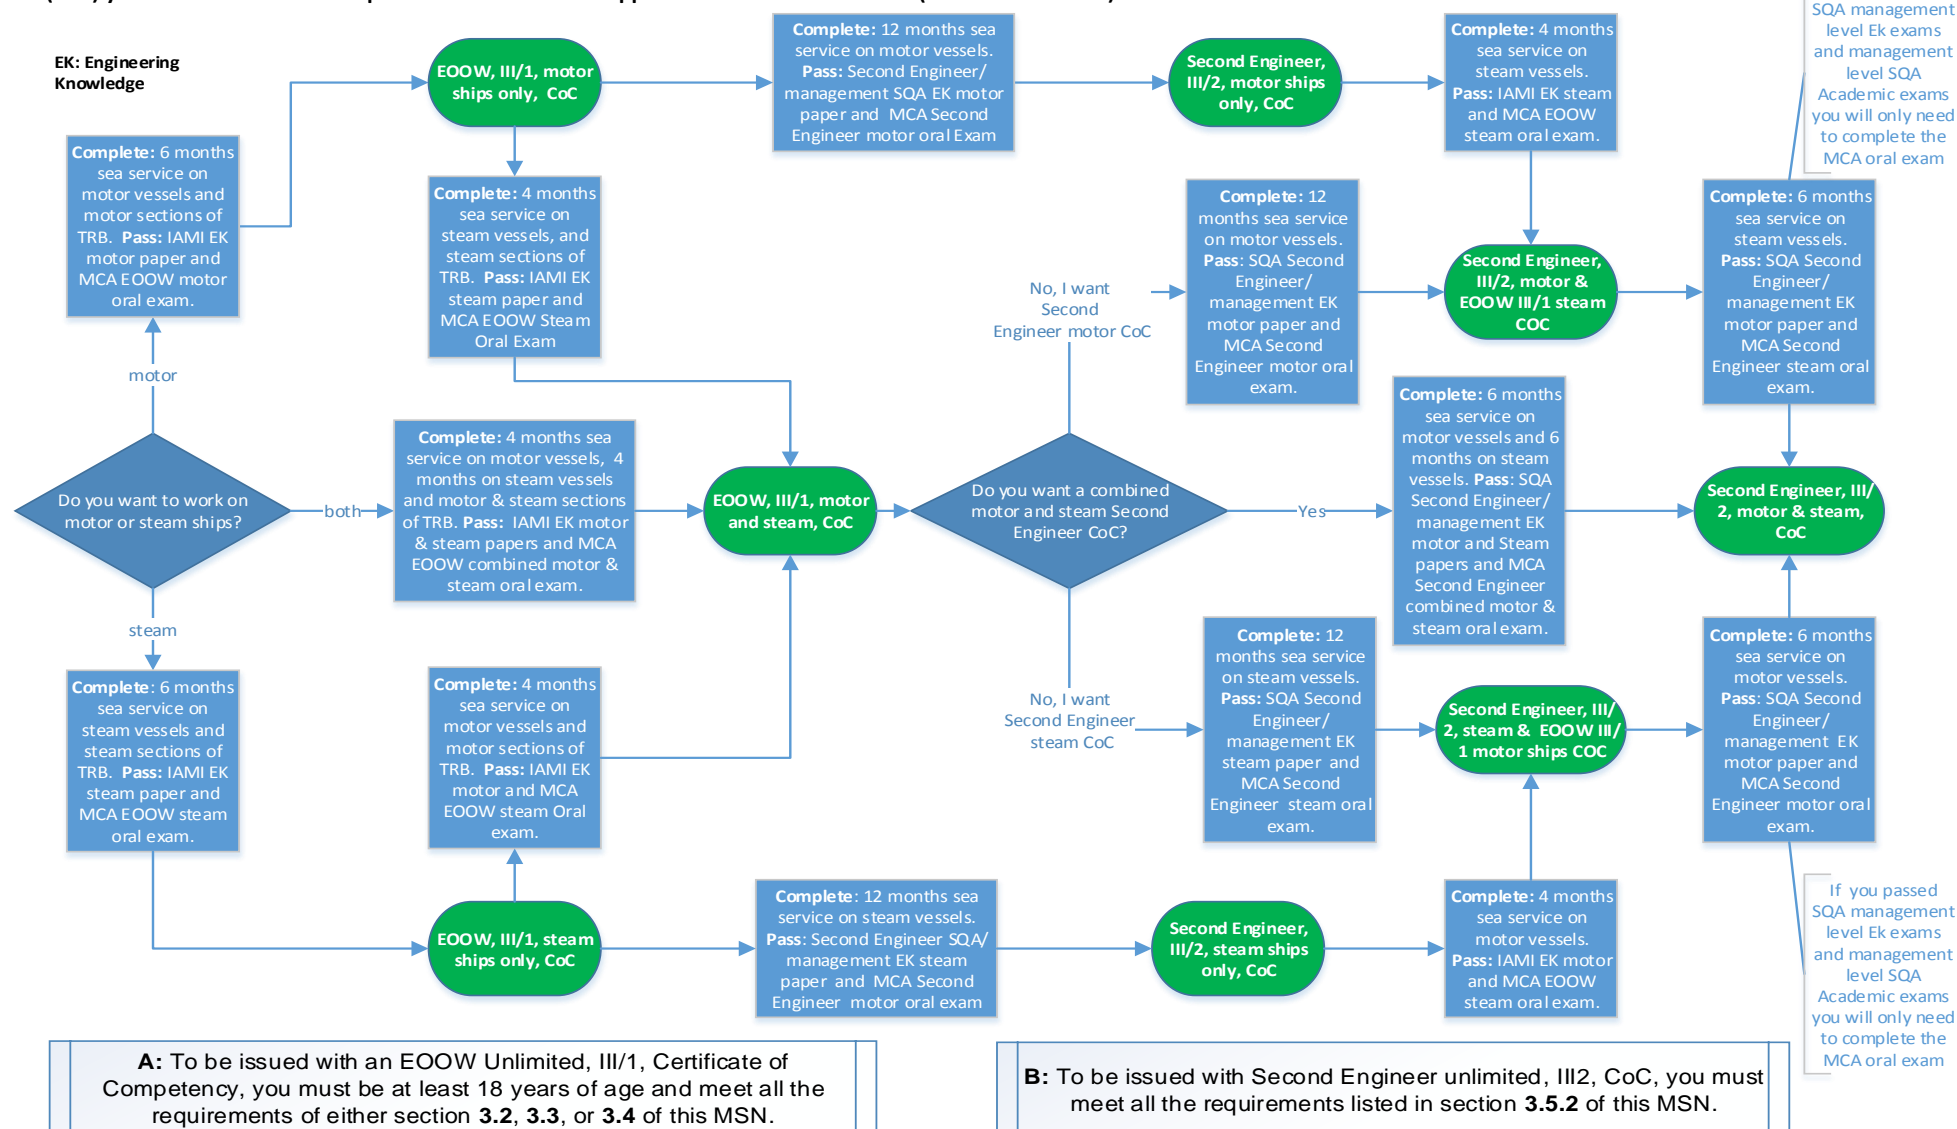 EK: Engineering
Knowledge
EOOW, III/1, motor
ships only, CoC
Complete: 12 months sea
service on motor vessels.
Pass: Second Engineer/
management SQA EK motor
paper and MCA Second
Engineer motor oral Exam
Second Engineer,
III/2, motor ships
only, CoC
Complete: 4 months
sea service on
steam vessels.
Pass: IAMI EK steam
and MCA EOOW
steam oral exam.
SQA management
level Ek exams
and management
level SQA
Academic exams
you will only need
to complete the
MCA oral exam
Complete: 6 months
sea service on
motor vessels and
motor sections of
TRB. Pass: IAMI EK
motor paper and
MCA EOOW motor
oral exam.
Complete: 4 months
sea service on
steam vessels, and
steam sections of
TRB. Pass: IAMI EK
steam paper and
MCA EOOW Steam
Oral Exam
No, I want
Second
Engineer motor CoC
Complete: 12
months sea service
on motor vessels.
Pass: SQA Second
Engineer/
management EK
motor paper and
MCA Second
Engineer motor oral
exam.
Second Engineer,
III/2, motor &
EOOW III/1 steam
COC
Complete: 6 months
sea service on
steam vessels.
Pass: SQA Second
Engineer/
management EK
motor paper and
MCA Second
Engineer steam oral
exam.
motor
Do you want to work on
motor or steam ships?
both
Complete: 4 months sea
service on motor vessels, 4
months on steam vessels
and motor & steam sections
of TRB. Pass: IAMI EK motor
& steam papers and MCA
EOOW combined motor &
steam oral exam.
EOOW, III/1, motor
and steam, CoC
Do you want a combined
motor and steam Second
Engineer CoC?
Yes
Complete: 6 months
sea service on
motor vessels and 6
months on steam
vessels. Pass: SQA
Second Engineer/
management EK
motor and Steam
papers and MCA
Second Engineer
combined motor &
steam oral exam.
Second Engineer, III/
2, motor & steam,
CoC
steam
Complete: 6 months
sea service on
steam vessels and
steam sections of
TRB. Pass: IAMI EK
steam paper and
MCA EOOW steam
oral exam.
Complete: 4 months
sea service on
motor vessels and
motor sections of
TRB. Pass: IAMI EK
motor and MCA
EOOW steam Oral
exam.
No, I want
Second Engineer
steam CoC
Complete: 12
months sea service
on steam vessels.
Pass: SQA Second
Engineer/
management EK
steam paper and
MCA Second
Engineer steam oral
exam.
Second Engineer, III/
2, steam & EOOW III/
1 motor ships COC
Complete: 6 months
sea service on
motor vessels.
Pass: SQA Second
Engineer/
management EK
motor paper and
MCA Second
Engineer motor oral
exam.
EOOW, III/1, steam
ships only, CoC
Complete: 12 months sea
service on steam vessels.
Pass: Second Engineer SQA/
management EK steam
paper and MCA Second
Engineer motor oral exam
Second Engineer,
III/2, steam ships
only, CoC
Complete: 4 months
sea service on
motor vessels.
Pass: IAMI EK motor
and MCA EOOW
steam oral exam.
If you passed
SQA management
level Ek exams
and management
level SQA
Academic exams
you will only need
to complete the
MCA oral exam
A: To be issued with an EOOW Unlimited, III/1, Certificate of
Competency, you must be at least 18 years of age and meet all the
requirements of either section 3.2, 3.3, or 3.4 of this MSN.
B: To be issued with Second Engineer unlimited, III2, CoC, you must
meet all the requirements listed in section 3.5.2 of this MSN.